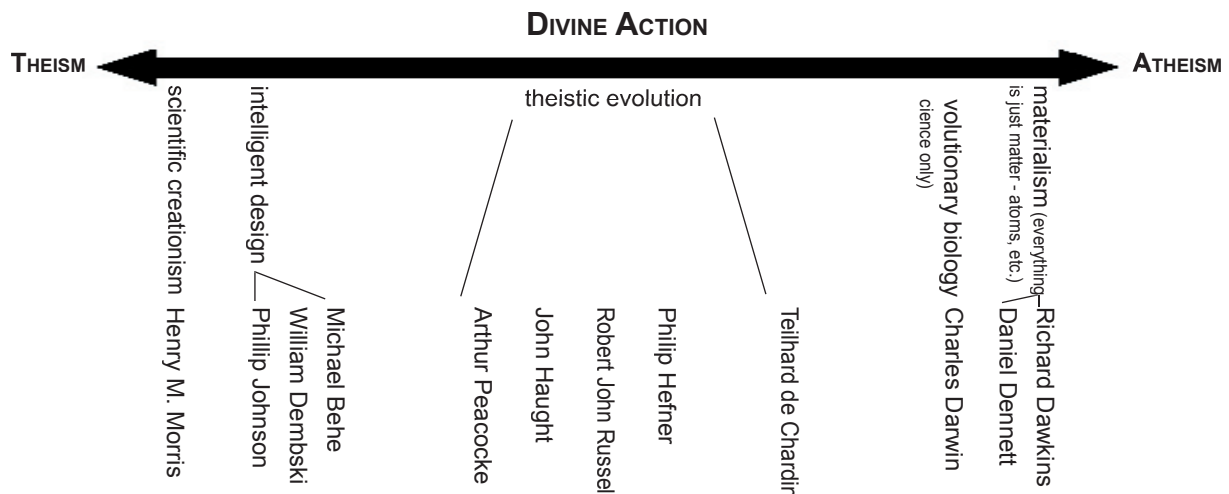 DIVINE ACTION
THEISM
ATHEISM
scientific creationism Henry M. Morris
intelligent design
Phillip Johnson
William Dembski
Michael Behe
theistic evolution
Arthur Peacocke
John Haught
Robert John Russel
Philip Hefner
Teilhard de Chardin
volutionary biology Charles Darwin
cience only)
materialism (everything
is just matter - atoms, etc.)
Richard Dawkins
Daniel Dennett